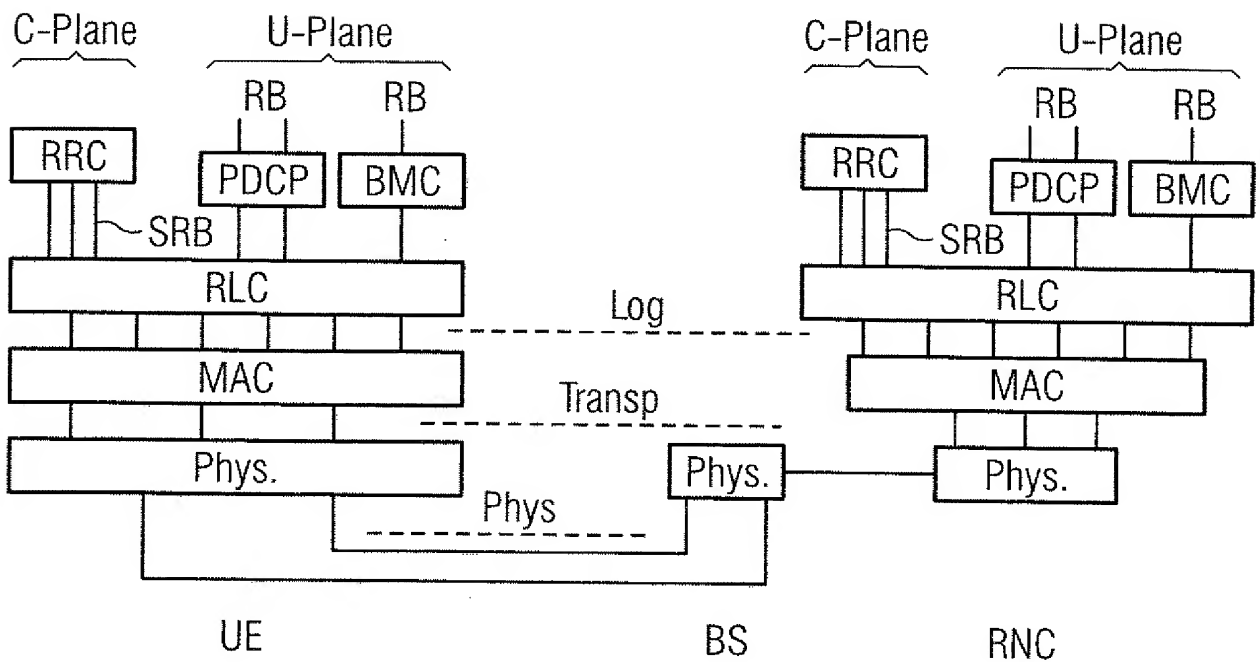 C-Plane
U-Plane
RB RB
RRC
PDCP
BMC
SRB
RLC
MAC
Phys.
C-Plane
U-Plane
RB RB
RRC
PDCP
BMC
SRB
RLC
MAC
Phys.
Log
Transp
Phys
Phys.
UE
BS
RNC